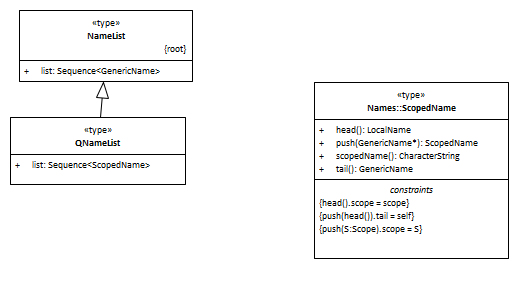 «type»
NameList
{root}
+ list: Sequence<GenericName>
«type»
QNameList
+ list: Sequence<ScopedName>
«type»
Names::ScopedName
+ head(): LocalName
+ push(GenericName*): ScopedName
+ scopedName(): CharacterString
+ tail(): GenericName
constraints
{head().scope = scope}
{push(head()).tail = self}
{push(S:Scope).scope = S}